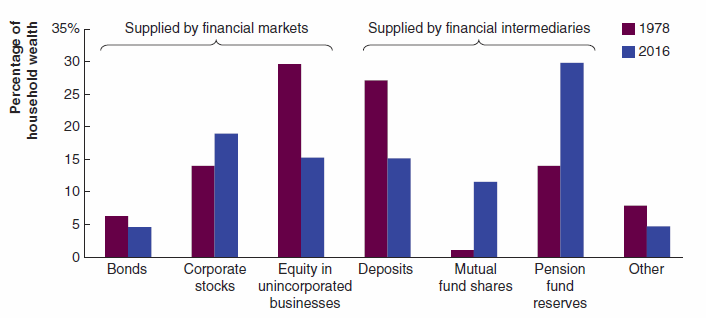 Percentage of
household wealth
35%
30
25
20
15
10
5
0
Supplied by financial markets
Supplied by financial intermediaries
1978
2016
Bonds
Corporate
stocks
Equity in
unincorporated
businesses
Deposits
Mutual
fund shares
Pension
fund
reserves
Other